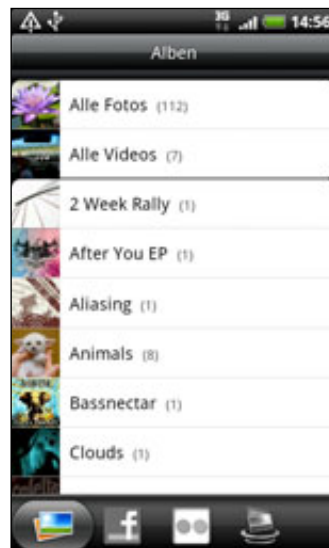 3G 14:56
Alben
Alle Fotos (112)
Alle Videos (7)
2 Week Rally (1)
After You EP (1)
Aliasing (1)
Animals (8)
Bassnectar (1)
Clouds (1)
f